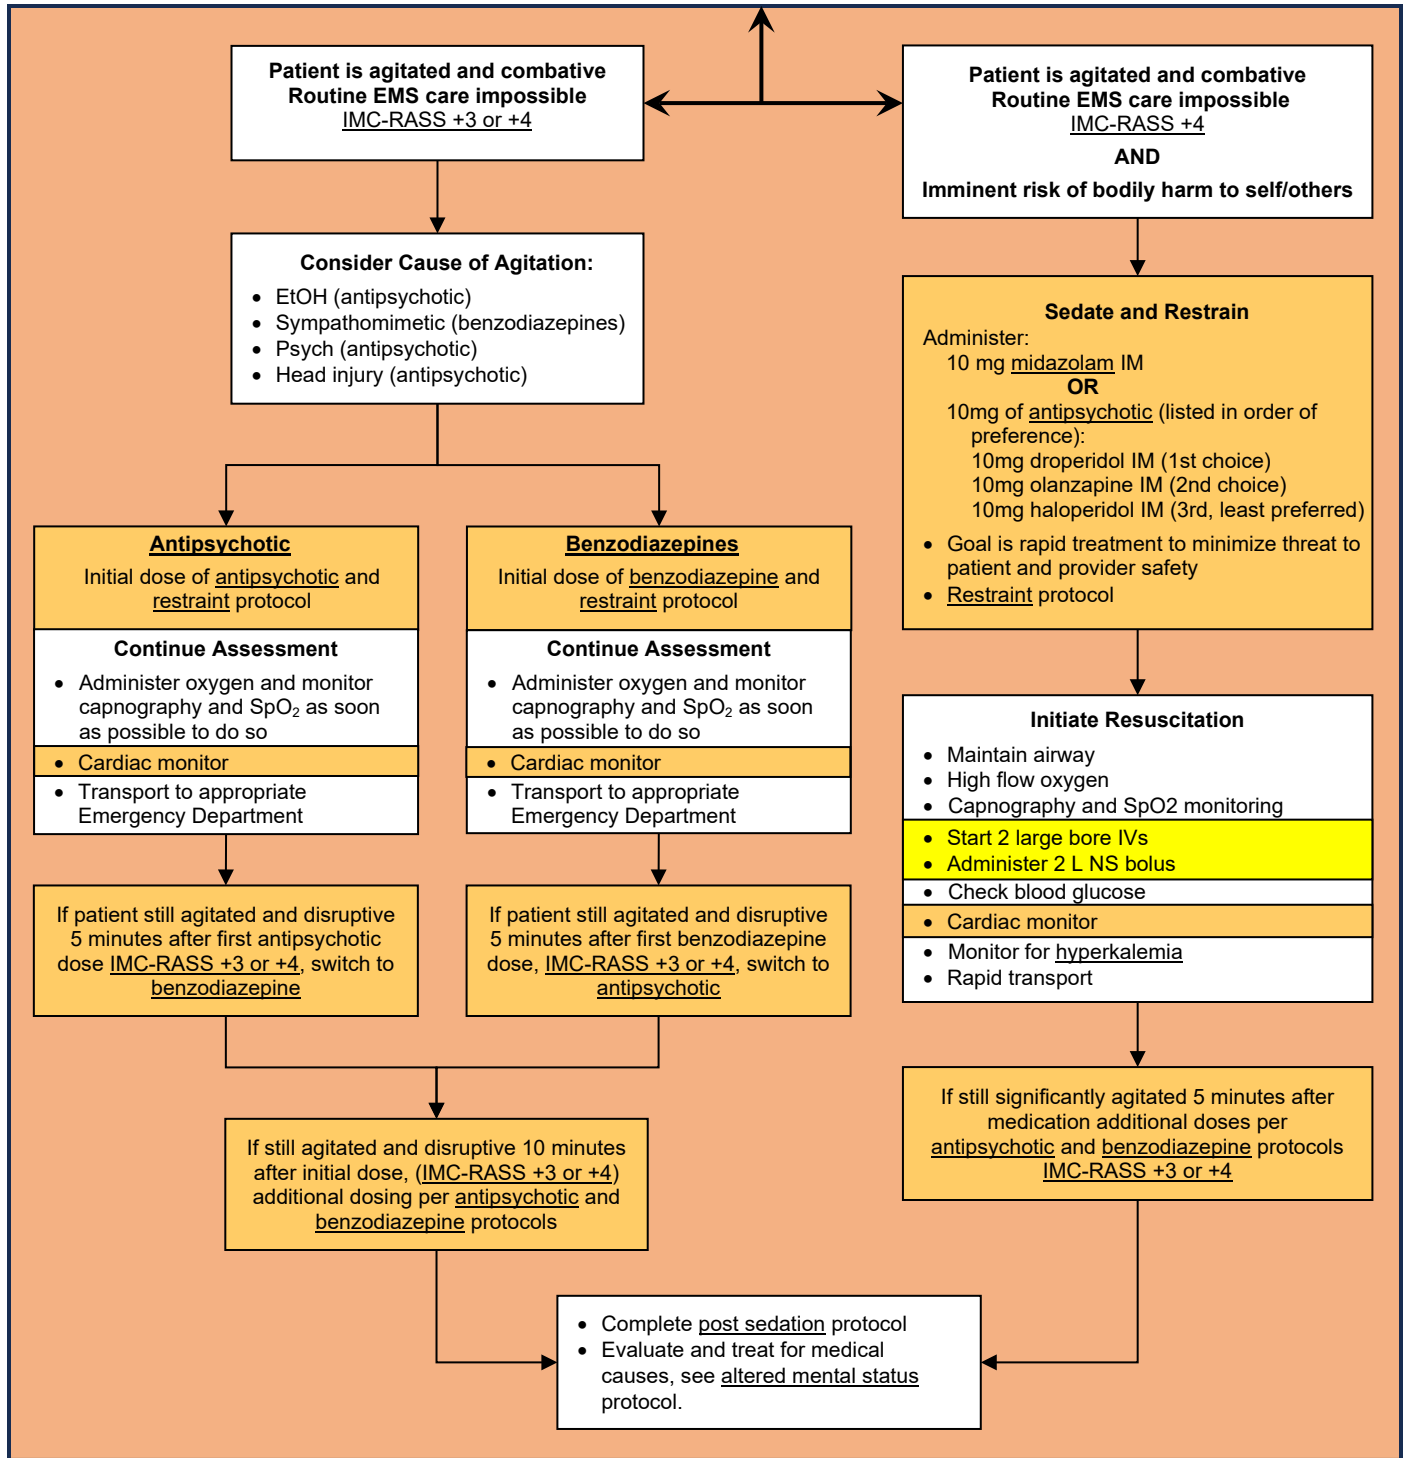 Patient is agitated and combative
Routine EMS care impossible
IMC-RASS +3 or +4
Consider Cause of Agitation:
• EtOH (antipsychotic)
• Sympathomimetic (benzodiazepines)
• Psych (antipsychotic)
• Head injury (antipsychotic)
Antipsychotic
Initial dose of antipsychotic and
restraint protocol
Continue Assessment
• Administer oxygen and monitor
capnography and SpO₂ as soon
as possible to do so
• Cardiac monitor
• Transport to appropriate
Emergency Department
If patient still agitated and disruptive
5 minutes after first antipsychotic
dose IMC-RASS +3 or +4, switch to
benzodiazepine
Benzodiazepines
Initial dose of benzodiazepine and
restraint protocol
Continue Assessment
• Administer oxygen and monitor
capnography and SpO₂ as soon
as possible to do so
• Cardiac monitor
• Transport to appropriate
Emergency Department
If patient still agitated and disruptive
5 minutes after first benzodiazepine
dose, IMC-RASS +3 or +4, switch to
antipsychotic
If still agitated and disruptive 10 minutes
after initial dose, (IMC-RASS +3 or +4)
additional dosing per antipsychotic and
benzodiazepine protocols
Patient is agitated and combative
Routine EMS care impossible
IMC-RASS +4
AND
Imminent risk of bodily harm to self/others
Sedate and Restrain
Administer:
10 mg midazolam IM
OR
10mg of antipsychotic (listed in order of
preference):
10mg droperidol IM (1st choice)
10mg olanzapine IM (2nd choice)
10mg haloperidol IM (3rd, least preferred)
• Goal is rapid treatment to minimize threat to
patient and provider safety
• Restraint protocol
Initiate Resuscitation
• Maintain airway
• High flow oxygen
• Capnography and SpO2 monitoring
• Start 2 large bore IVs
• Administer 2 L NS bolus
• Check blood glucose
• Cardiac monitor
• Monitor for hyperkalemia
• Rapid transport
If still significantly agitated 5 minutes after
medication additional doses per
antipsychotic and benzodiazepine protocols
IMC-RASS +3 or +4
• Complete post sedation protocol
• Evaluate and treat for medical
causes, see altered mental status
protocol.